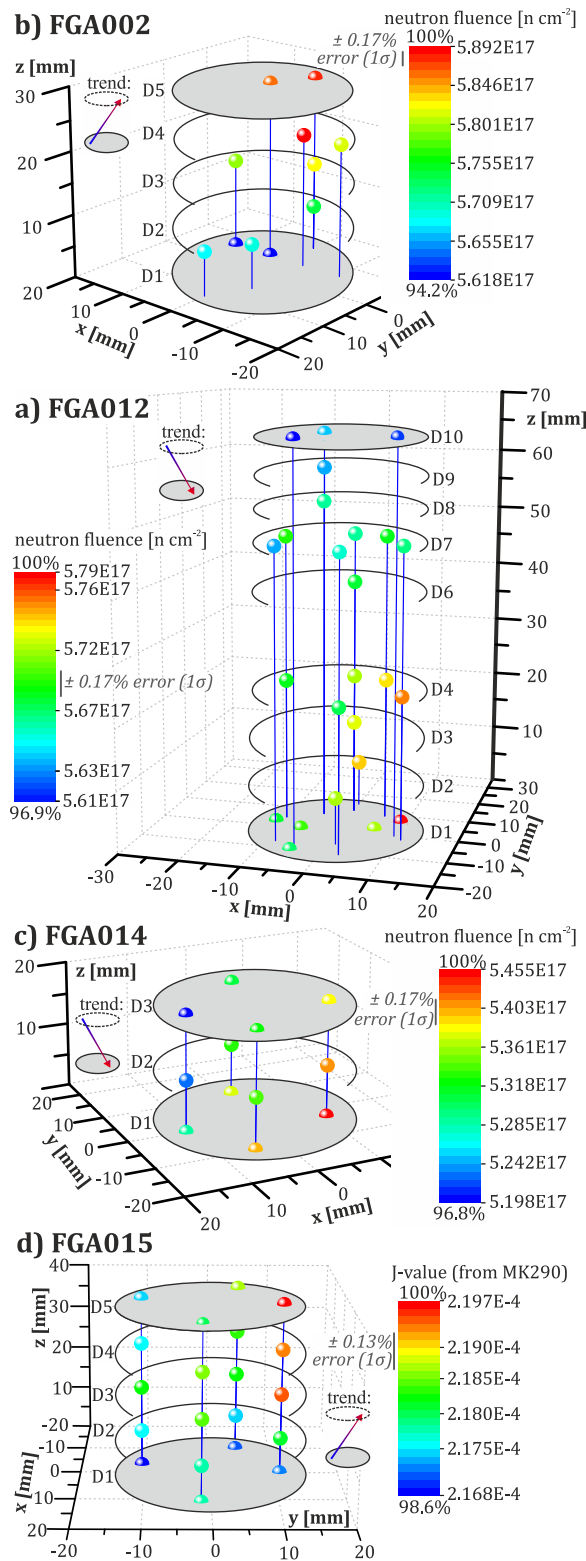 b) FGA002
neutron fluence [n cm-2]
± 0.17%
error (1σ)
100%
5.892E17
5.846E17
5.801E17
5.755E17
5.709E17
5.655E17
5.618E17
94.2%
z [mm]
30
20
10
20
trend:
D5
D4
D3
D2
D1
10
0
-10
-20
x [mm]
20
10
0
y [mm]
a) FGA012
trend:
70
z [mm]
60
50
40
30
20
10
D10
D9
D8
D7
D6
D4
D3
D2
D1
neutron fluence [n cm-2]
100%
5.79E17
5.76E17
5.72E17
± 0.17% error (1σ)
5.67E17
5.63E17
5.61E17
96.9%
30
20
10
0
-10
-20
y [mm]
-30
-20
-10
0
10
20
x [mm]
c) FGA014
neutron fluence [n cm-2]
20
z [mm]
10
trend:
D3
D2
D1
± 0.17%
error (1σ)
100%
5.455E17
5.403E17
5.361E17
5.318E17
5.285E17
5.242E17
5.198E17
96.8%
20
10
0
-10
-20
y [mm]
20
10
0
x [mm]
d) FGA015
J-value (from MK290)
40
30
20
10
-20
-10
0
10
20
z [mm]
x [mm]
D5
D4
D3
D2
D1
± 0.13%
error (1σ)
trend:
100%
2.197E-4
2.190E-4
2.185E-4
2.180E-4
2.175E-4
2.168E-4
98.6%
y [mm]
-20
-10
0
10
20